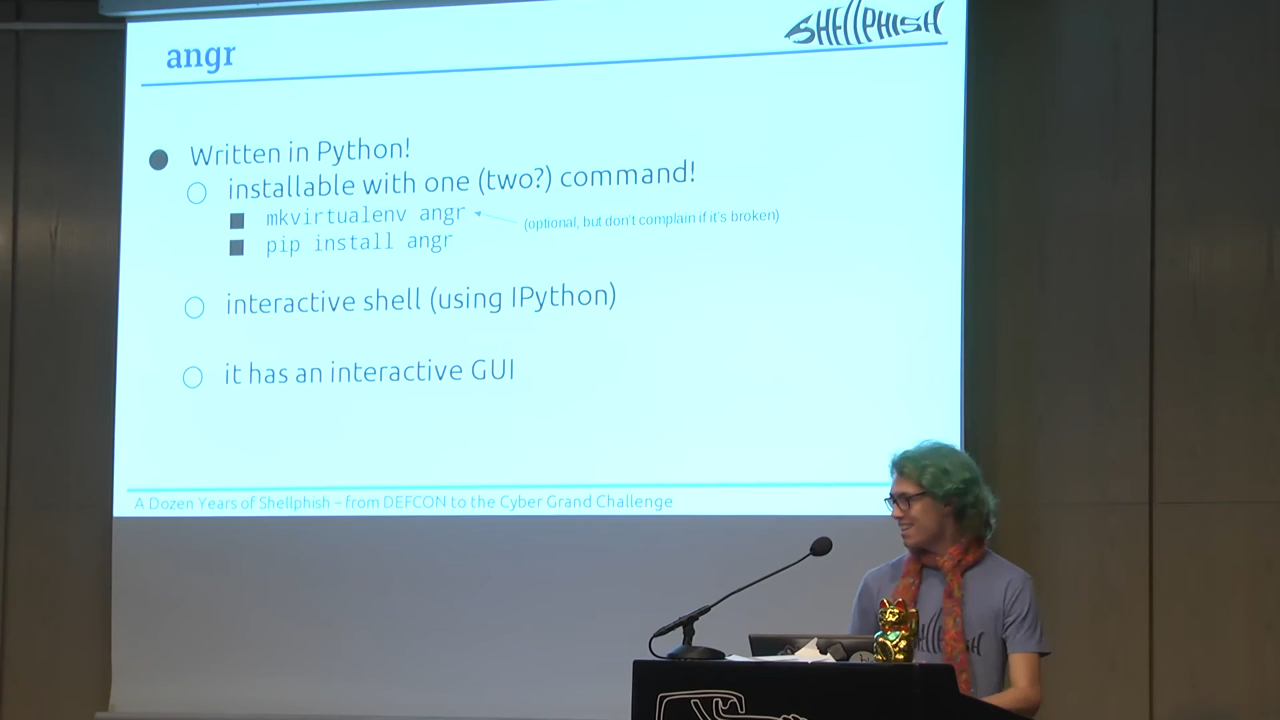 SHELLPHISH
angr
Written in Python!
installable with one (two?) command!
mkvirtualenv angr
(optional, but don't complain if it's broken)
pip install angr
interactive shell (using IPython)
it has an interactive GUI
A Dozen Years of Shellphish – from DEFCON to the Cyber Grand Challenge